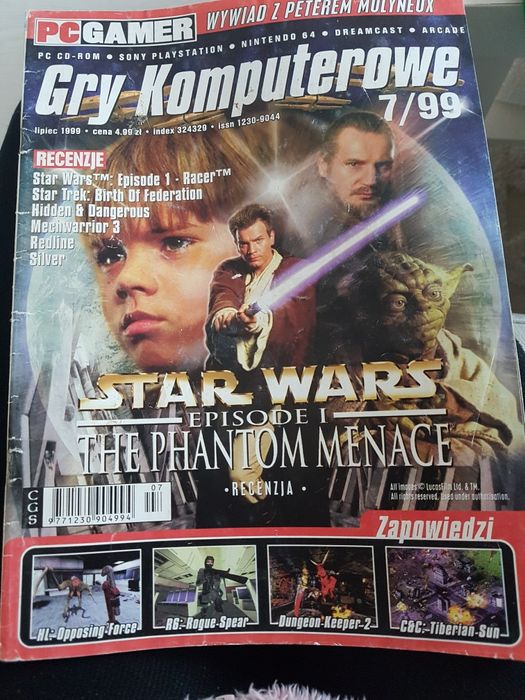 PC GAMER
WYWIAD Z PETEREM MOLYNEUX
PC CD-ROM • SONY PLAYSTATION • NINTENDO 64 • DREAMCAST • ARCADE
Gry Komputerowe
7/99
lipiec 1999 • cena 4,99 zł • index 324329 • issn 1230-9044
RECENZJE
Star Wars™: Episode 1 - Racer™
Star Trek: Birth Of Federation
Hidden & Dangerous
Mechwarrior 3
Redline
Silver
STAR WARS
EPISODE I
THE PHANTOM MENACE
• RECENZJA •
CGS
07
9771230904994
All images © Lucasfilm Ltd. & TM.
All rights reserved. Used under authorisation.
Zapowiedzi
HL: Opposing Force
R6: Rogue Spear
Dungeon Keeper 2
C&C: Tiberian Sun